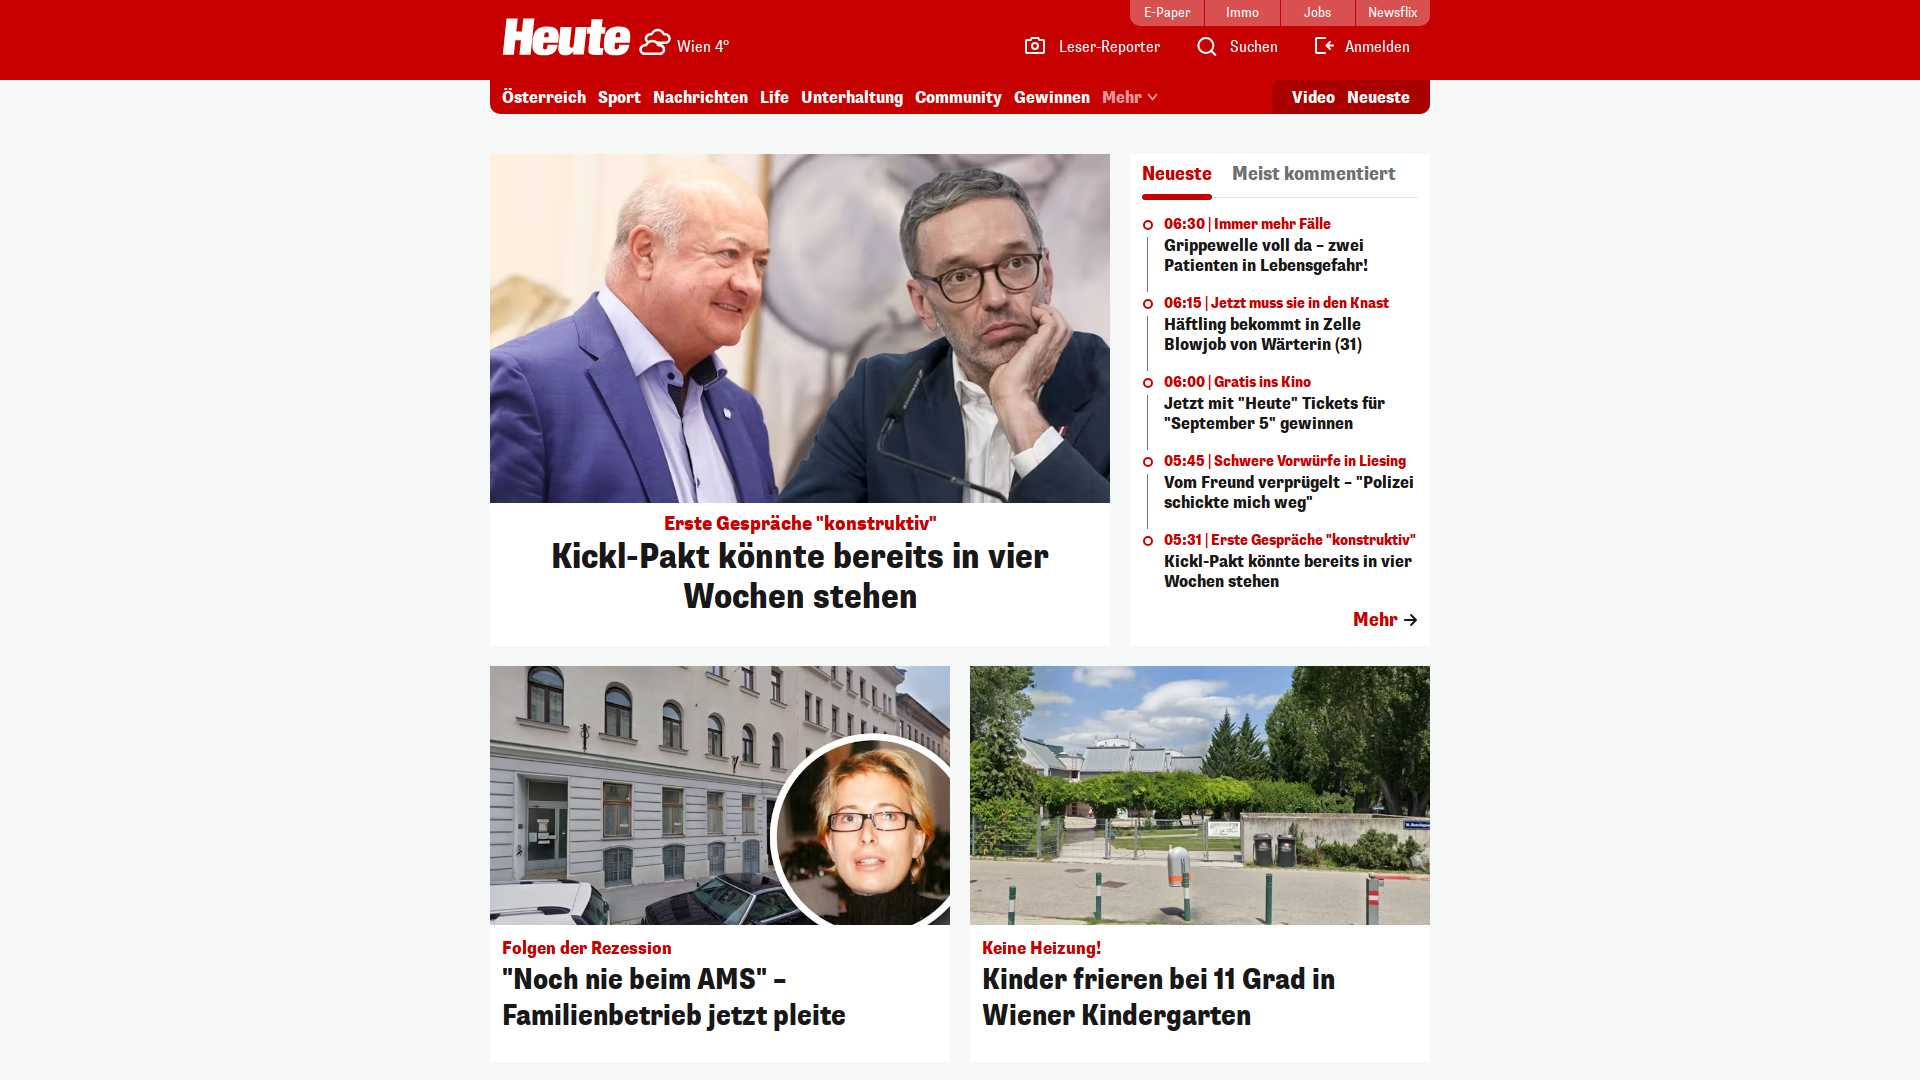 E-Paper
Immo
Jobs
Newsflix
Heute
Wien 4°
Leser-Reporter
Suchen
Anmelden
Österreich
Sport
Nachrichten
Life
Unterhaltung
Community
Gewinnen
Mehr
Video
Neueste
Erste Gespräche "konstruktiv"
Kickl-Pakt könnte bereits in vier
Wochen stehen
Neueste
Meist kommentiert
06:30 | Immer mehr Fälle
Grippewelle voll da – zwei
Patienten in Lebensgefahr!
06:15 | Jetzt muss sie in den Knast
Häftling bekommt in Zelle
Blowjob von Wärterin (31)
06:00 | Gratis ins Kino
Jetzt mit "Heute" Tickets für
"September 5" gewinnen
05:45 | Schwere Vorwürfe in Liesing
Vom Freund verprügelt – "Polizei
schickte mich weg"
05:31 | Erste Gespräche "konstruktiv"
Kickl-Pakt könnte bereits in vier
Wochen stehen
Mehr
Folgen der Rezession
"Noch nie beim AMS" –
Familienbetrieb jetzt pleite
Keine Heizung!
Kinder frieren bei 11 Grad in
Wiener Kindergarten